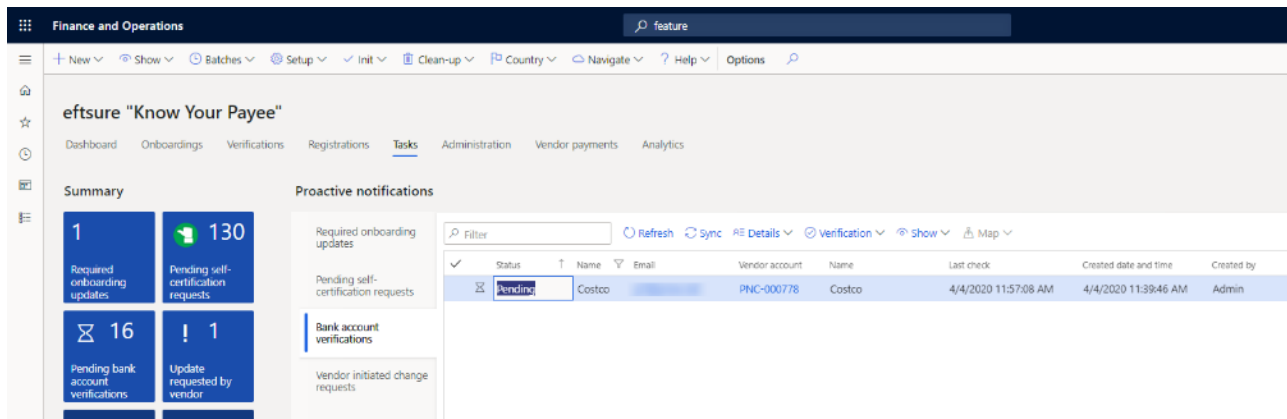 Finance and Operations
feature
New Show Batches Setup Init Clean-up Country Navigate Help Options
eftsure "Know Your Payee"
Dashboard Onboardings Verifications Registrations Tasks Administration Vendor payments Analytics
Summary
1
Required
onboarding
updates
130
Pending self-
certification
requests
16
Pending bank
account
verifications
! 1
Update
requested by
vendor
Proactive notifications
Required onboarding
updates
Pending self-
certification requests
Bank account
verifications
Vendor initiated change
requests
Filter
Refresh Sync Details Verification Show Map
Status Name Email Vendor account Name Last check Created date and time Created by
Pending Costco PNC-000778 Costco 4/4/2020 11:57:08 AM 4/4/2020 11:39:46 AM Admin